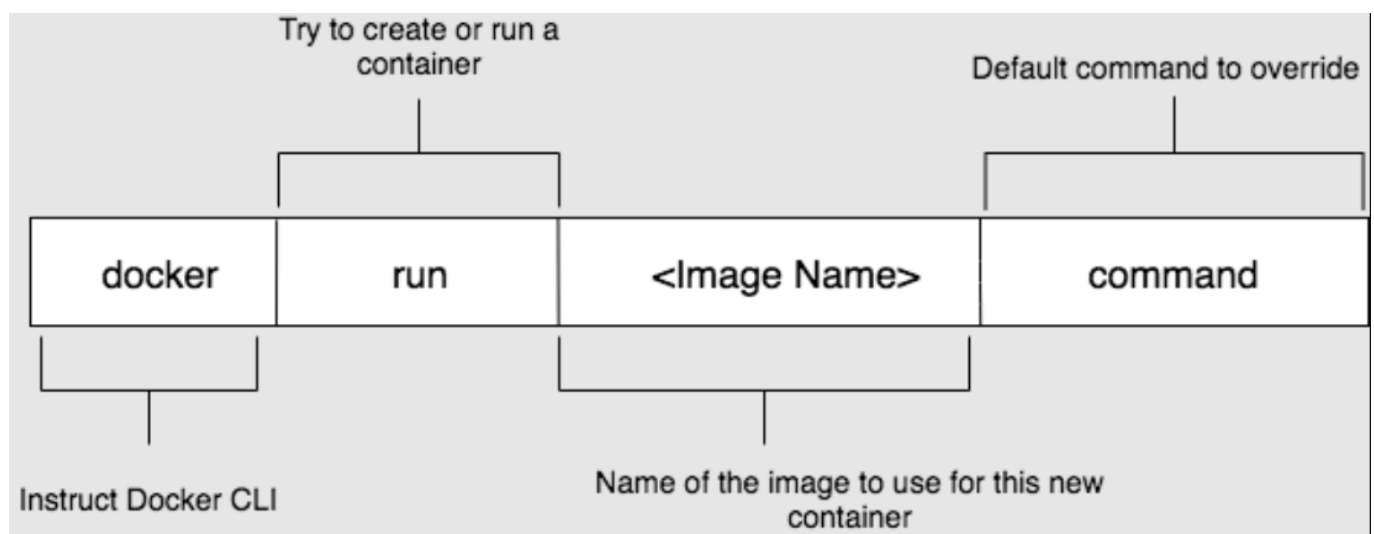 Try to create or run a
container
Default command to override
docker
run
<Image Name>
command
Instruct Docker CLI
Name of the image to use for this new
container